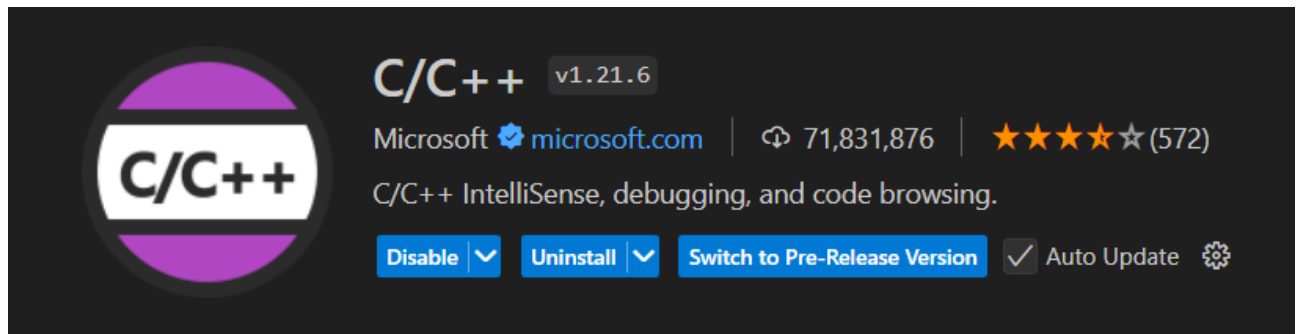 C/C++
C/C++ v1.21.6
Microsoft microsoft.com 71,831,876 (572)
C/C++ IntelliSense, debugging, and code browsing.
Disable Uninstall Switch to Pre-Release Version Auto Update